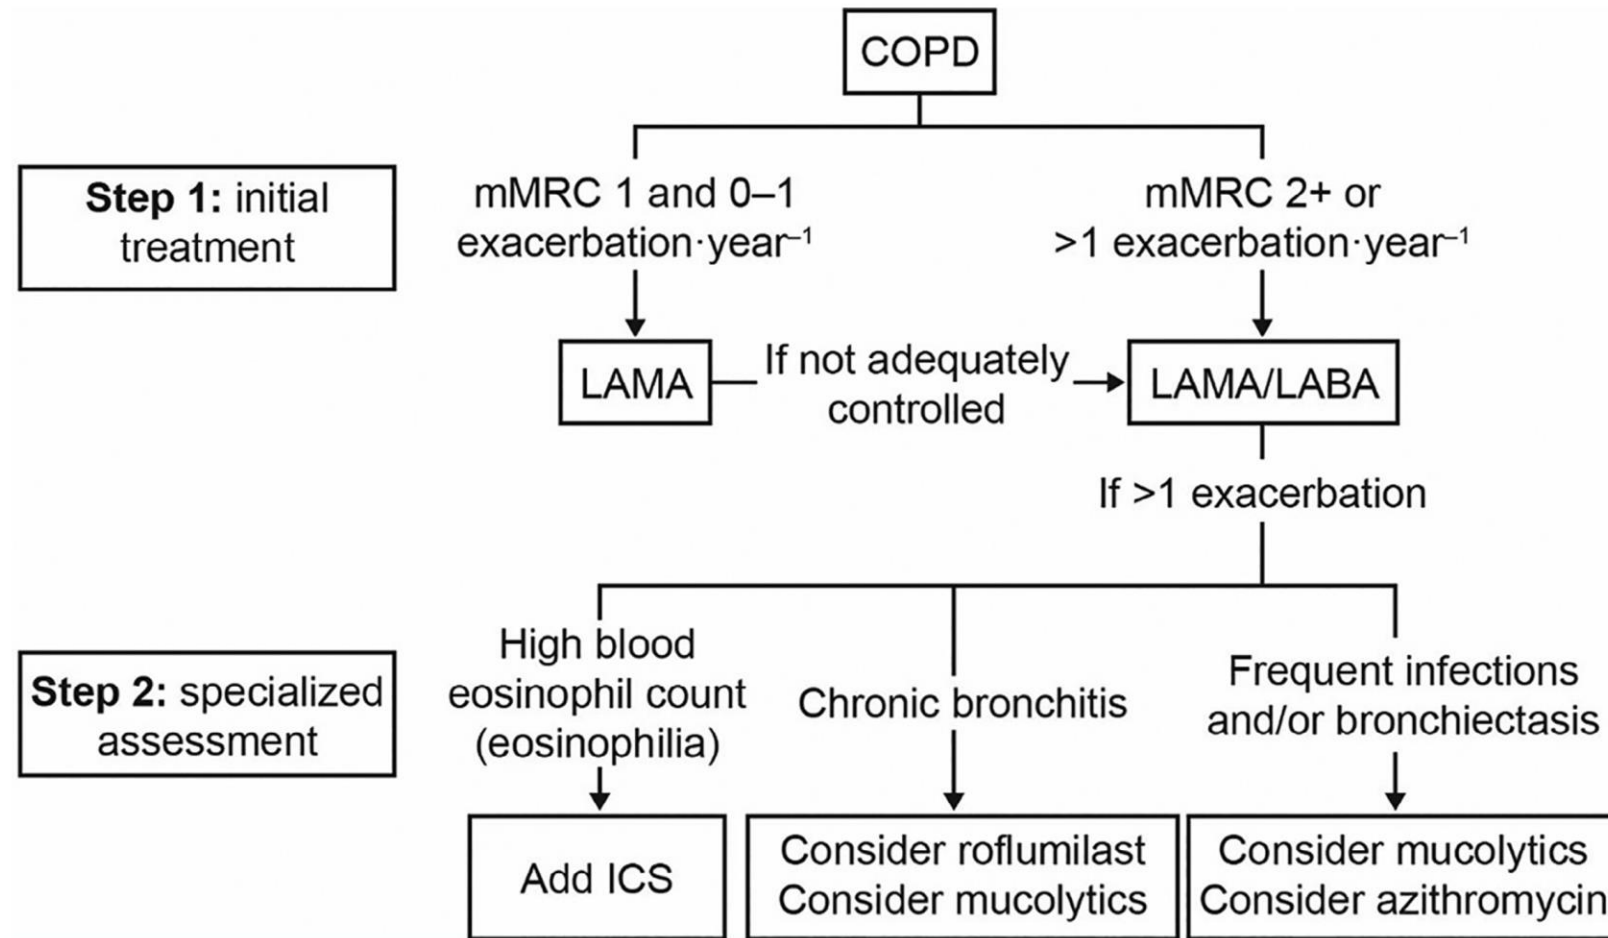 COPD
Step 1: initial
treatment
mMRC 1 and 0–1
exacerbation·year⁻¹
mMRC 2+ or
>1 exacerbation·year⁻¹
LAMA
If not adequately
controlled
LAMA/LABA
If >1 exacerbation
Step 2: specialized
assessment
High blood
eosinophil count
(eosinophilia)
Chronic bronchitis
Frequent infections
and/or bronchiectasis
Add ICS
Consider roflumilast
Consider mucolytics
Consider mucolytics
Consider azithromycin